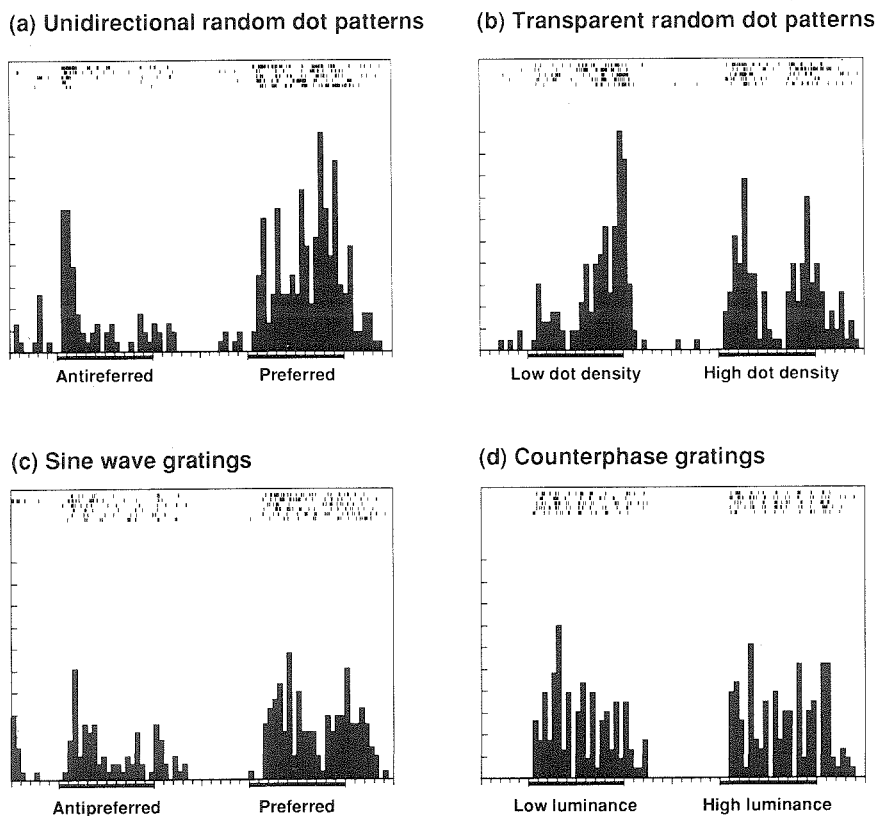 (a) Unidirectional random dot patterns
(b) Transparent random dot patterns
Antireferred
Preferred
Low dot density
High dot density
(c) Sine wave gratings
(d) Counterphase gratings
Antipreferred
Preferred
Low luminance
High luminance